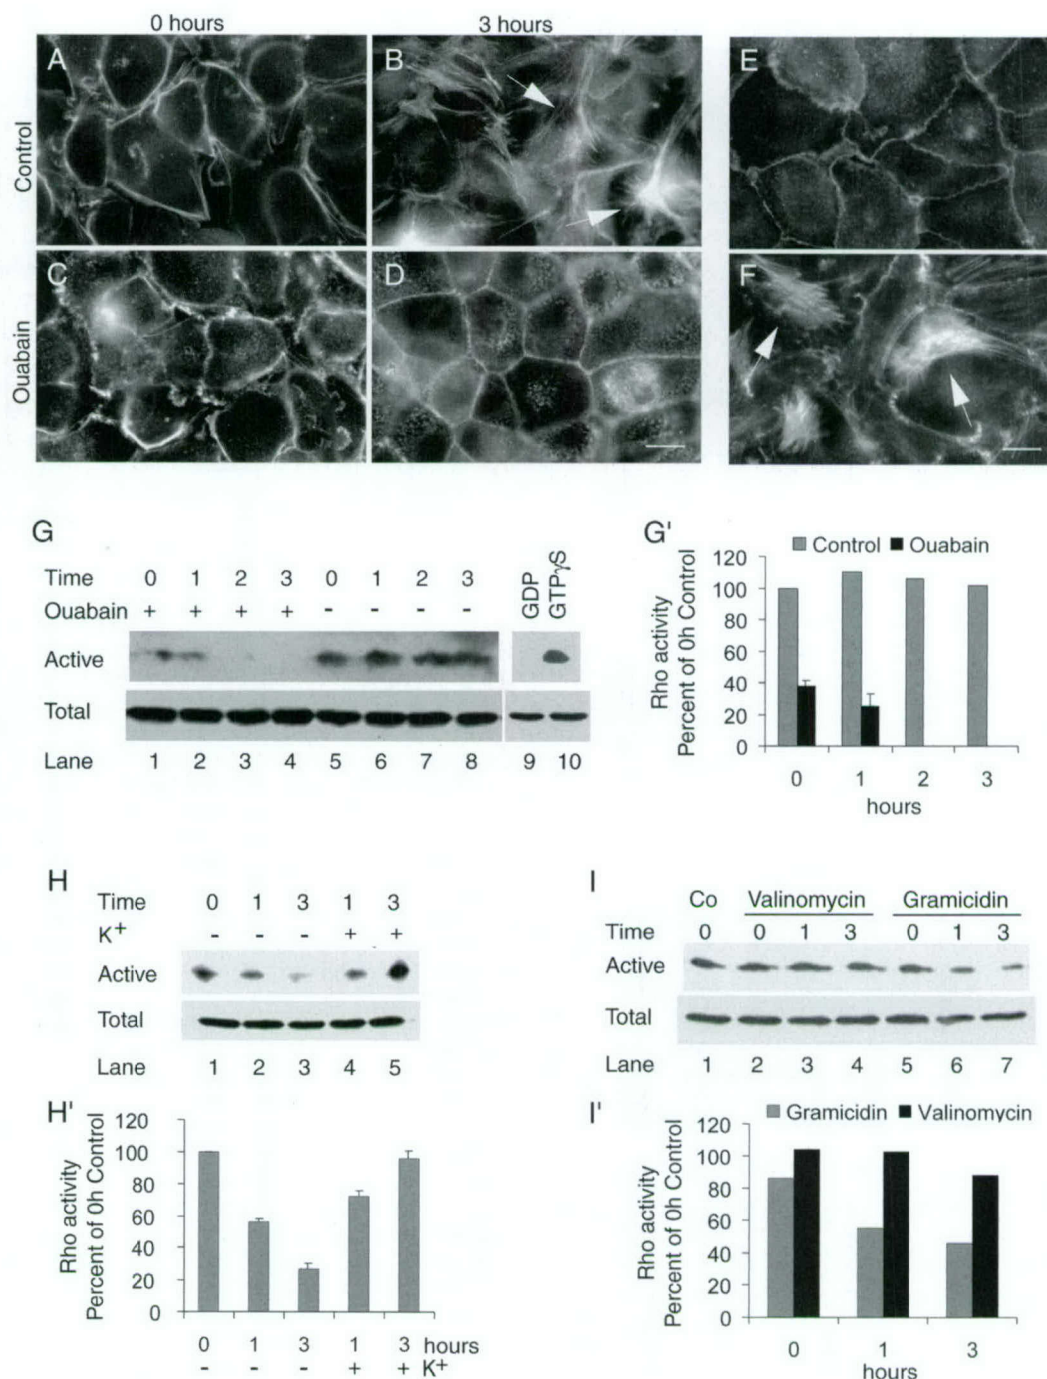 0 hours 3 hours
A B E
Control
C D F
Ouabain
G
Time 0 1 2 3 0 1 2 3 GDP GTPγS
Ouabain + + + + - - - -
Active
Total
Lane 1 2 3 4 5 6 7 8 9 10
G'
Control Ouabain
Rho activity
Percent of 0h Control
120
100
80
60
40
20
0
0 1 2 3
hours
H
Time 0 1 3 1 3
K+ - - - + +
Active
Total
Lane 1 2 3 4 5
I
Co Valinomycin Gramicidin
Time 0 0 1 3 0 1 3
Active
Total
Lane 1 2 3 4 5 6 7
H'
Rho activity
Percent of 0h Control
120
100
80
60
40
20
0
0 1 3 1 3 hours
- - - + + K+
I'
Gramicidin Valinomycin
Rho activity
Percent of 0h Control
120
100
80
60
40
20
0
0 1 3
hours